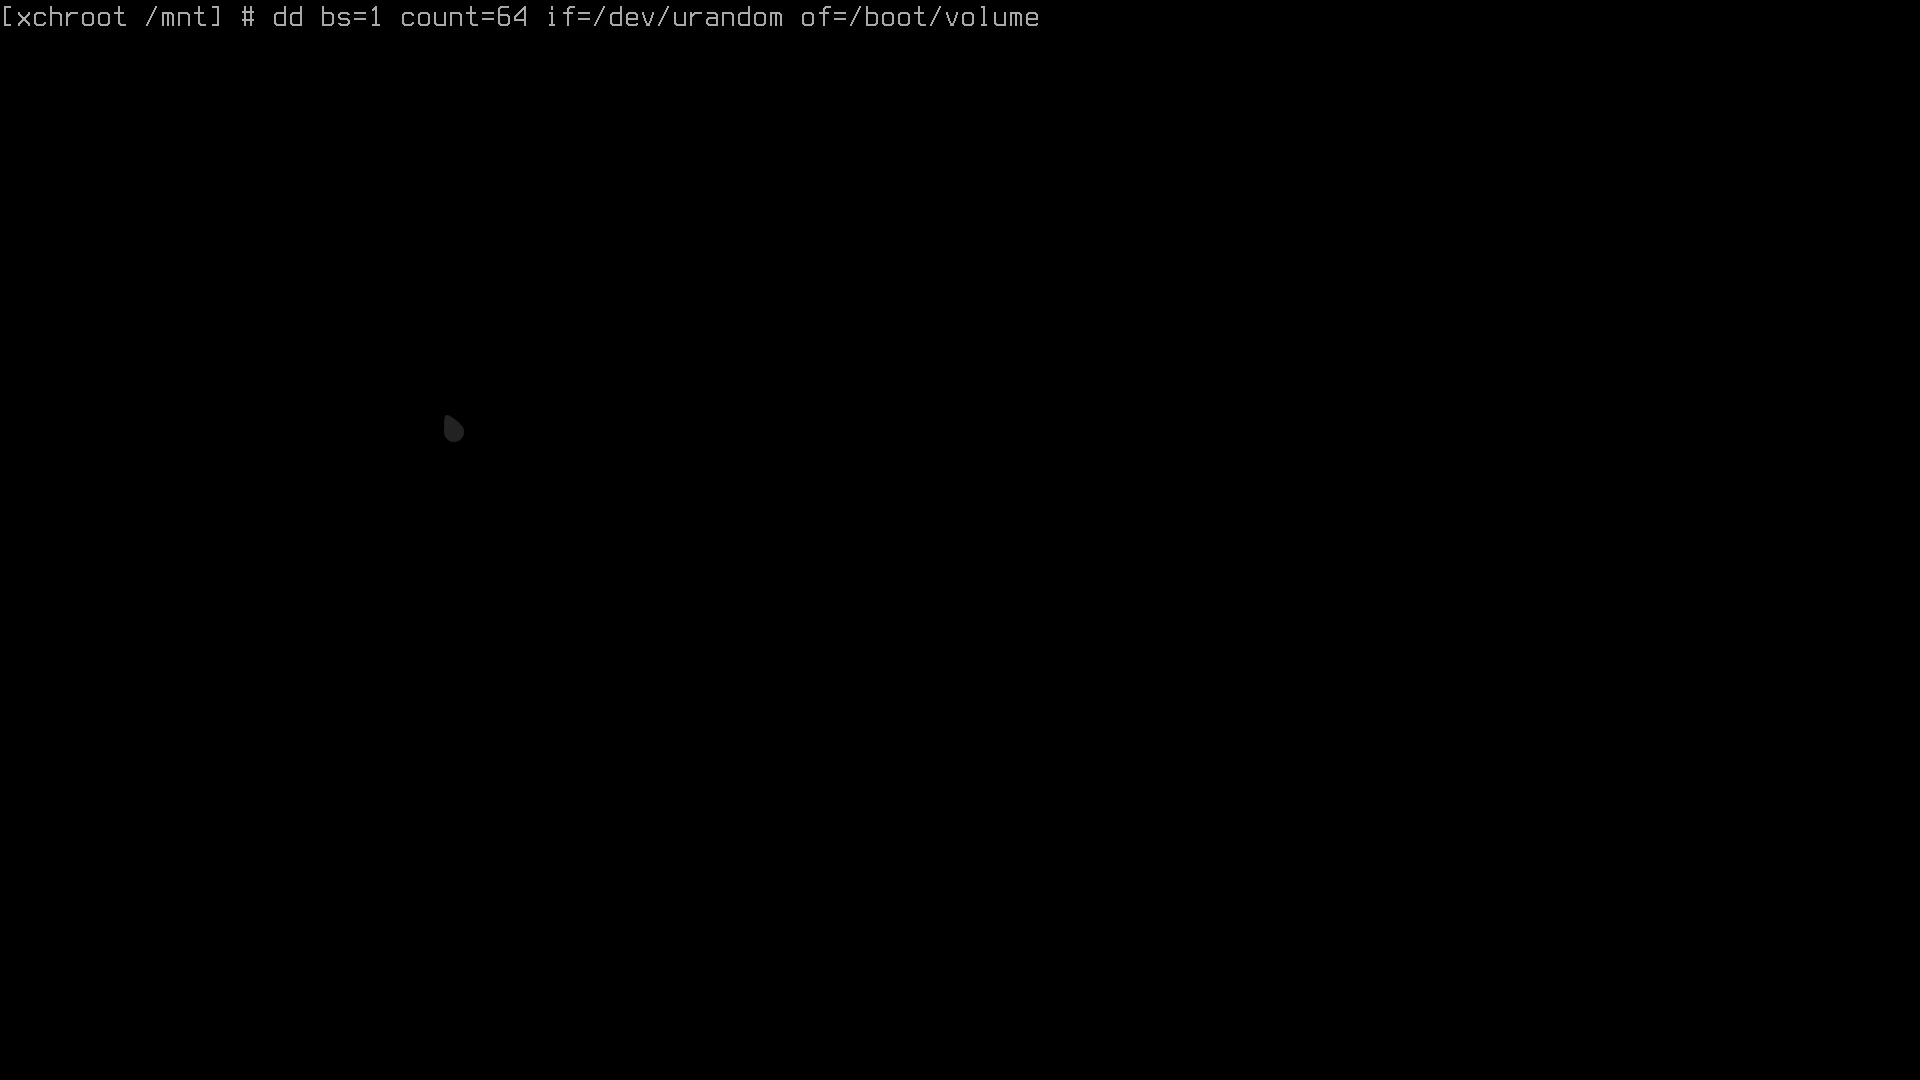 [xchroot /mnt] # dd bs=1 count=64 if=/dev/urandom of=/boot/volume